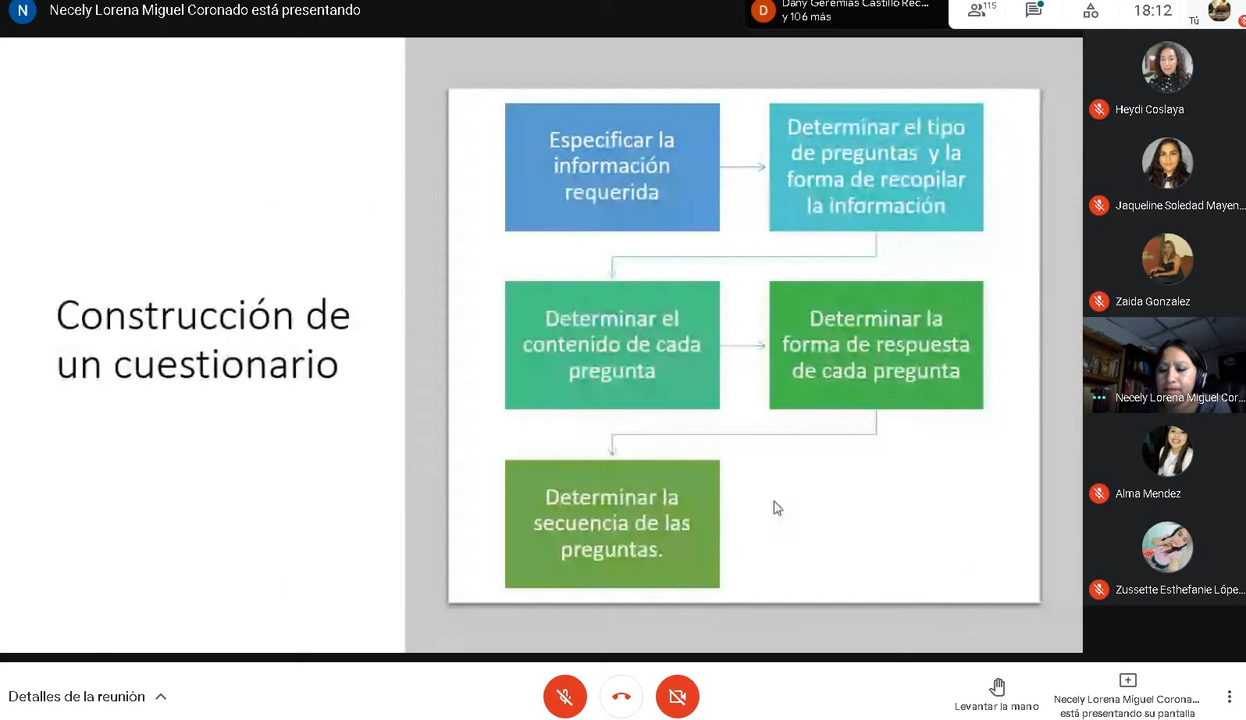 N
Necely Lorena Miguel Coronado está presentando
D
Dany Geremias Castillo Rec...
y 106 más
115
18:12
Tú
Construcción de
un cuestionario
Especificar la
información
requerida
Determinar el tipo
de preguntas y la
forma de recopilar
la información
Determinar el
contenido de cada
pregunta
Determinar la
forma de respuesta
de cada pregunta
Determinar la
secuencia de las
preguntas.
Heydi Coslaya
Jaqueline Soledad Mayen...
Zaida Gonzalez
Necely Lorena Miguel Cor...
Alma Mendez
Zussette Esthefanie Lópe...
Detalles de la reunión
Levantar la mano
Necely Lorena Miguel Corona...
está presentando su pantalla